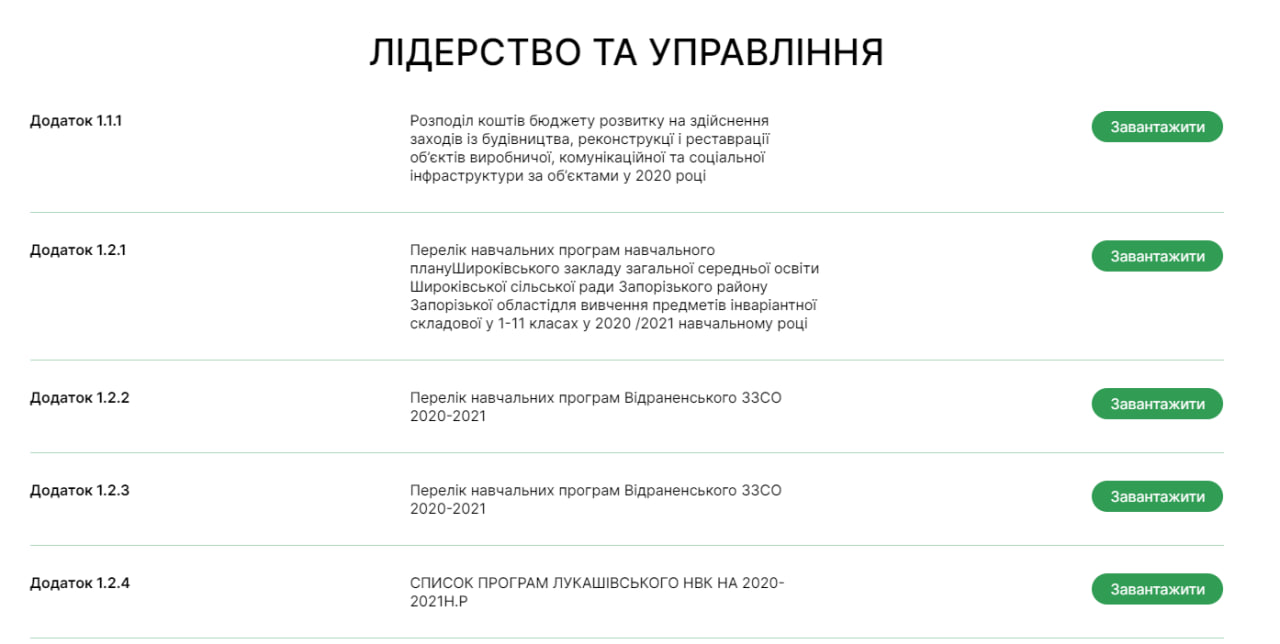 ЛІДЕРСТВО ТА УПРАВЛІННЯ
Додаток 1.1.1
Розподіл коштів бюджету розвитку на здійснення
заходів із будівництва, реконструкції і реставрації
об’єктів виробничої, комунікаційної та соціальної
інфраструктури за об’єктами у 2020 році
Завантажити
Додаток 1.2.1
Перелік навчальних програм навчального
плануШироківського закладу загальної середньої освіти
Широківської сільської ради Запорізького району
Запорізької областідля вивчення предметів інваріантної
складової у 1-11 класах у 2020 /2021 навчальному році
Завантажити
Додаток 1.2.2
Перелік навчальних програм Відраненського ЗЗСО
2020-2021
Завантажити
Додаток 1.2.3
Перелік навчальних програм Відраненського ЗЗСО
2020-2021
Завантажити
Додаток 1.2.4
СПИСОК ПРОГРАМ ЛУКАШІВСЬКОГО НВК НА 2020-
2021Н.Р
Завантажити